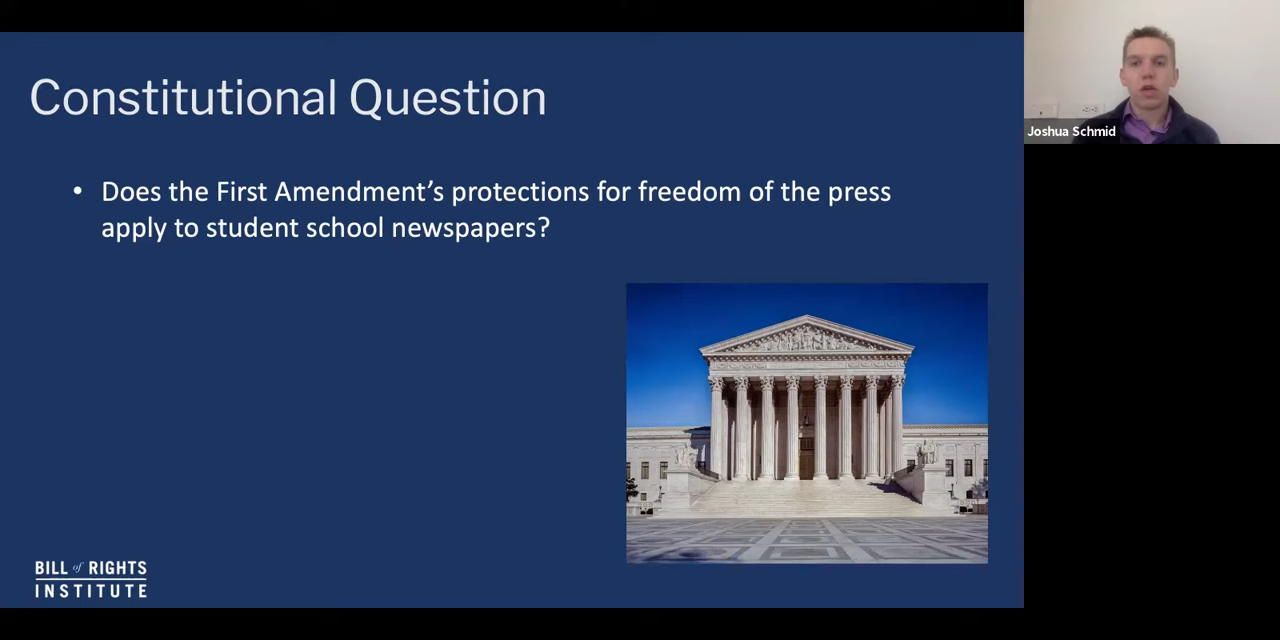 Constitutional Question
• Does the First Amendment’s protections for freedom of the press
apply to student school newspapers?
Joshua Schmid
BILL of RIGHTS
INSTITUTE